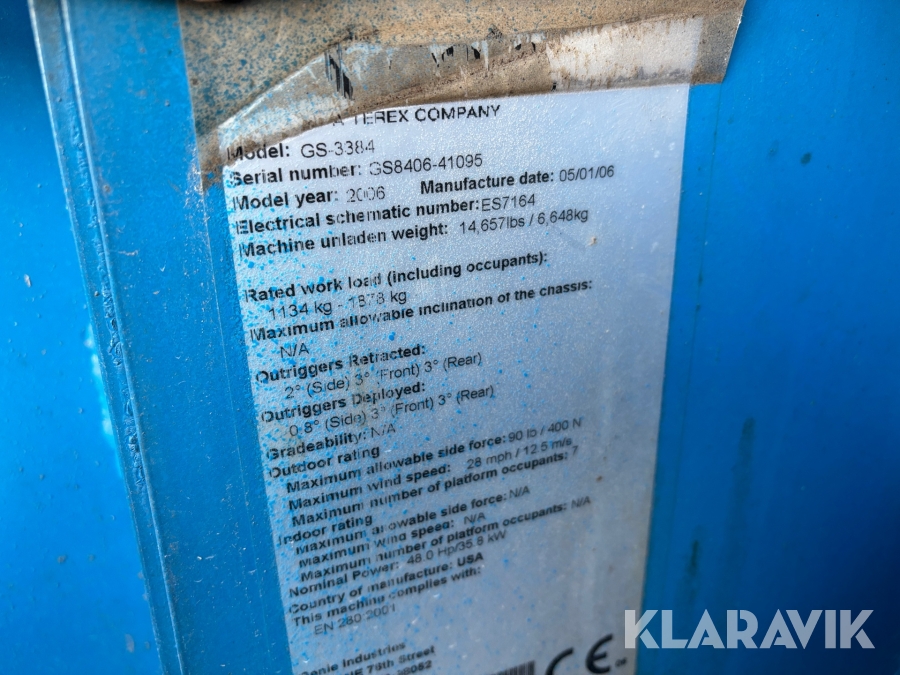 A TEREX COMPANY
Model: GS-3384
Serial number: GS8406-41095
Model year: 2006 Manufacture date: 05/01/06
Electrical schematic number: ES7164
Machine unladen weight: 14,657lbs / 6,648kg
Rated work load (including occupants):
1134 kg - 1878 kg
Maximum allowable inclination of the chassis:
N/A
Outriggers Retracted:
2° (Side) 3° (Front) 3° (Rear)
Outriggers Deployed:
0.8° (Side) 3° (Front) 3° (Rear)
Gradeability: N/A
Outdoor rating
Maximum allowable side force: 90 lb / 400 N
Maximum wind speed: 28 mph / 12.5 m/s
Maximum number of platform occupants: 7
Indoor rating
Maximum allowable side force: N/A
Maximum wind speed: N/A
Maximum number of platform occupants: N/A
Nominal Power: 48.0 Hp/35.8 kW
Country of manufacture: USA
This machine complies with:
EN 280:2001
Genie Industries
NE 76th Street
CE
KLARAVIK